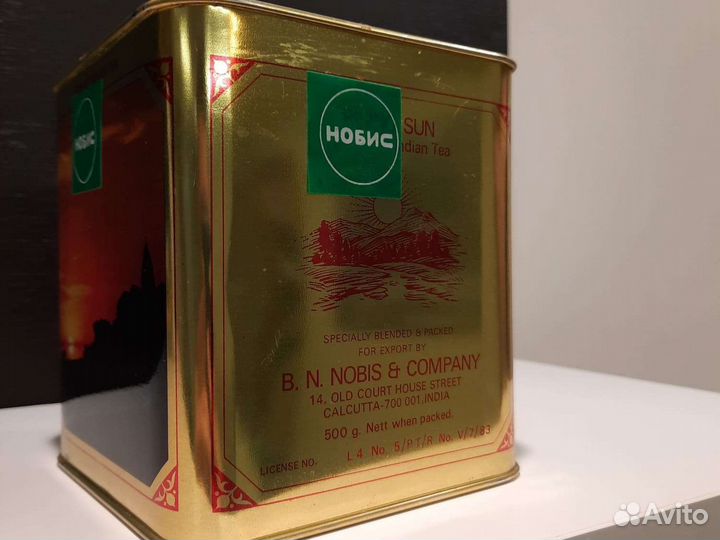 НОБИС
НОБИС
SUN
Indian Tea
SPECIALLY BLENDED & PACKED
FOR EXPORT BY
B. N. NOBIS & COMPANY
14, OLD COURT HOUSE STREET
CALCUTTA-700 001, INDIA
500 g. Nett when packed.
LICENSE NO. L 4 No. 5/PT/R No. V/7/83
Avito